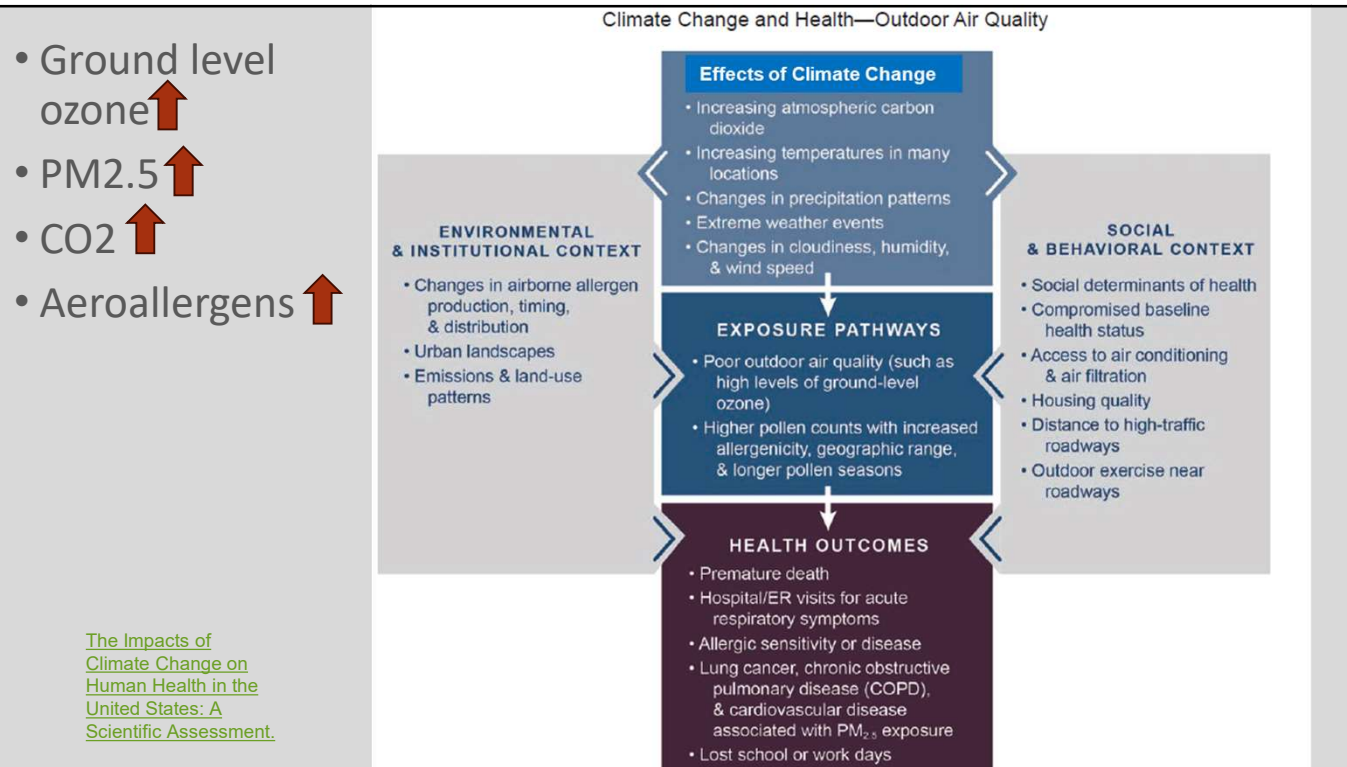 • Ground level
ozone
• PM2.5
• CO2
• Aeroallergens
The Impacts of
Climate Change on
Human Health in the
United States: A
Scientific Assessment.
Climate Change and Health—Outdoor Air Quality
Effects of Climate Change
• Increasing atmospheric carbon
dioxide
• Increasing temperatures in many
locations
• Changes in precipitation patterns
• Extreme weather events
• Changes in cloudiness, humidity,
& wind speed
ENVIRONMENTAL
& INSTITUTIONAL CONTEXT
• Changes in airborne allergen
production, timing,
& distribution
• Urban landscapes
• Emissions & land-use
patterns
EXPOSURE PATHWAYS
• Poor outdoor air quality (such as
high levels of ground-level
ozone)
• Higher pollen counts with increased
allergenicity, geographic range,
& longer pollen seasons
SOCIAL
& BEHAVIORAL CONTEXT
• Social determinants of health
• Compromised baseline
health status
• Access to air conditioning
& air filtration
• Housing quality
• Distance to high-traffic
roadways
• Outdoor exercise near
roadways
HEALTH OUTCOMES
• Premature death
• Hospital/ER visits for acute
respiratory symptoms
• Allergic sensitivity or disease
• Lung cancer, chronic obstructive
pulmonary disease (COPD),
& cardiovascular disease
associated with PM2.5 exposure
• Lost school or work days